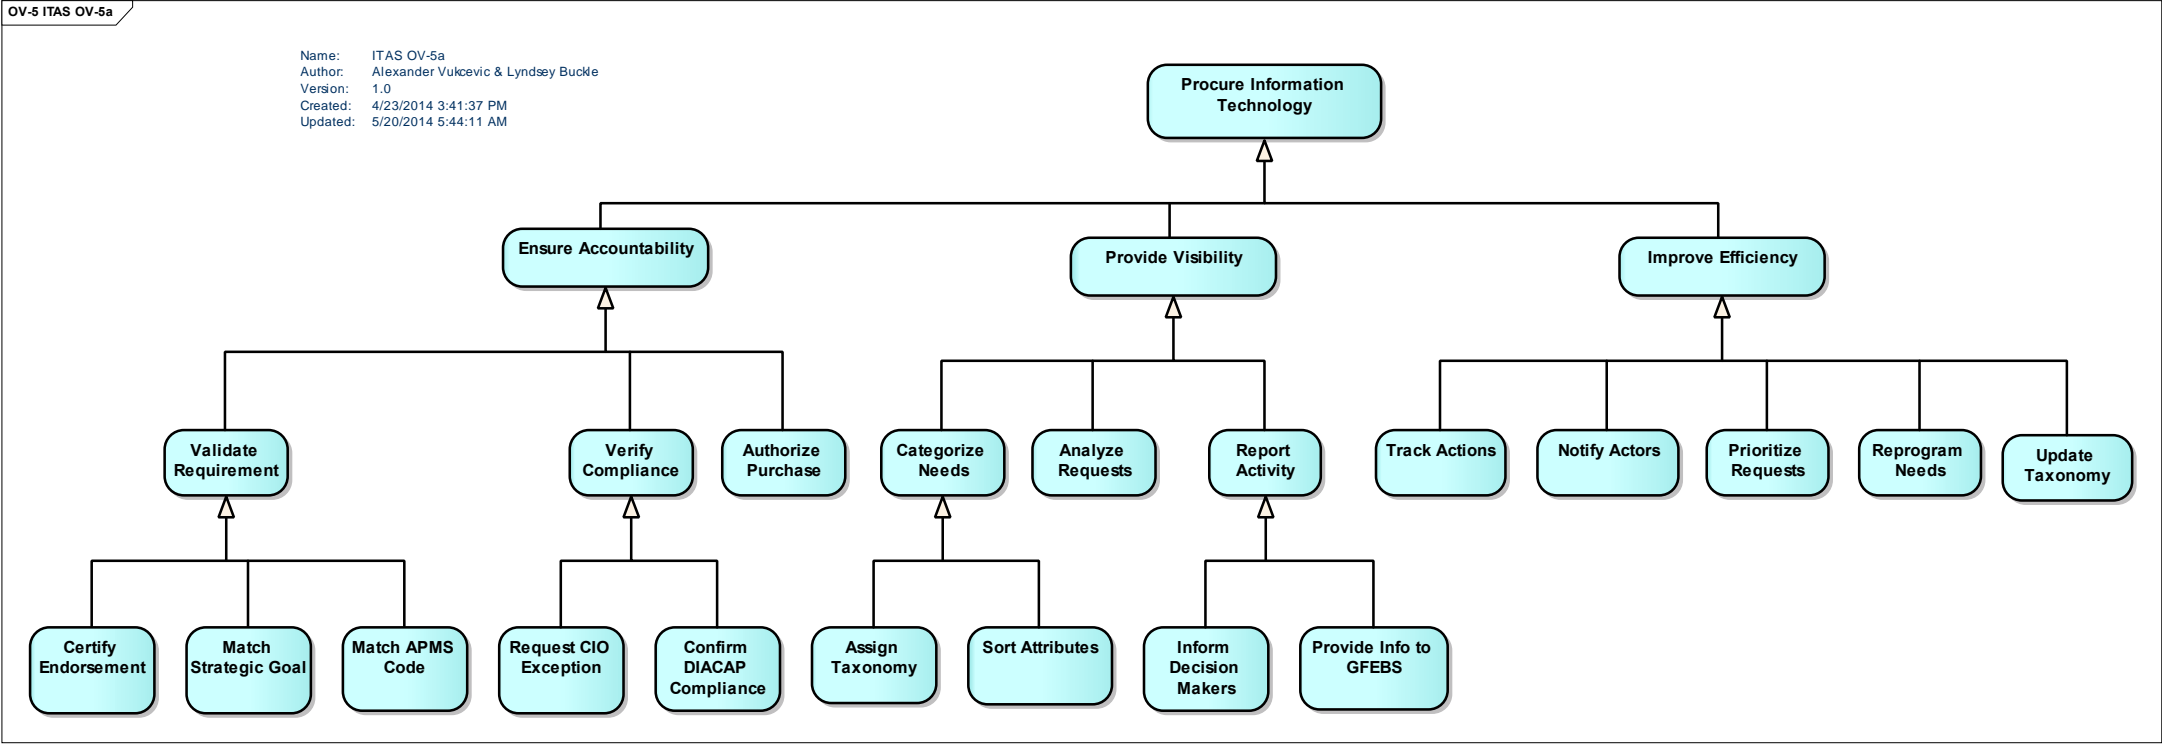 OV-5 ITAS OV-5a
Name: ITAS OV-5a
Author: Alexander Vukcevic & Lyndsey Buckle
Version: 1.0
Created: 4/23/2014 3:41:37 PM
Updated: 5/20/2014 5:44:11 AM
Procure Information
Technology
Ensure Accountability
Provide Visibility
Improve Efficiency
Validate
Requirement
Verify
Compliance
Authorize
Purchase
Categorize
Needs
Analyze
Requests
Report
Activity
Track Actions
Notify Actors
Prioritize
Requests
Reprogram
Needs
Update
Taxonomy
Certify
Endorsement
Match
Strategic Goal
Match APMS
Code
Request CIO
Exception
Confirm
DIACAP
Compliance
Assign
Taxonomy
Sort Attributes
Inform
Decision
Makers
Provide Info to
GFEBS